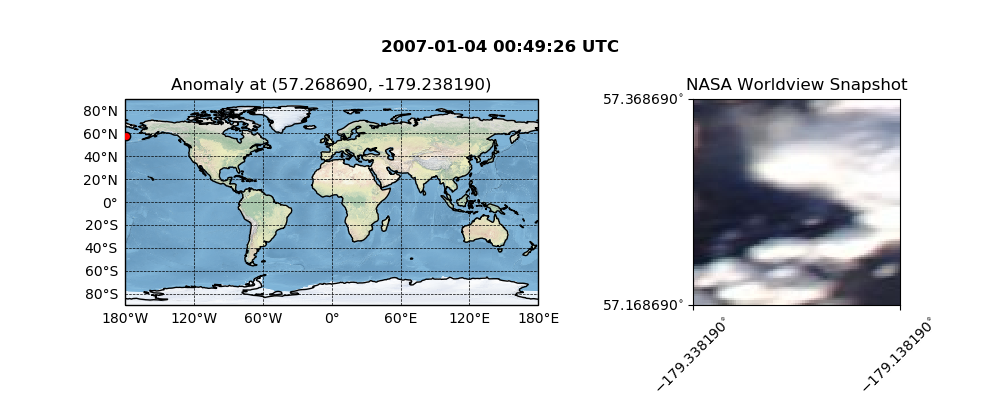 2007-01-04 00:49:26 UTC
Anomaly at (57.268690, -179.238190)
80°N
60°N
40°N
20°N
0°
20°S
40°S
60°S
80°S
180°W 120°W 60°W 0° 60°E 120°E 180°E
NASA Worldview Snapshot
57.368690°
57.168690°
−179.338190°
−179.138190°